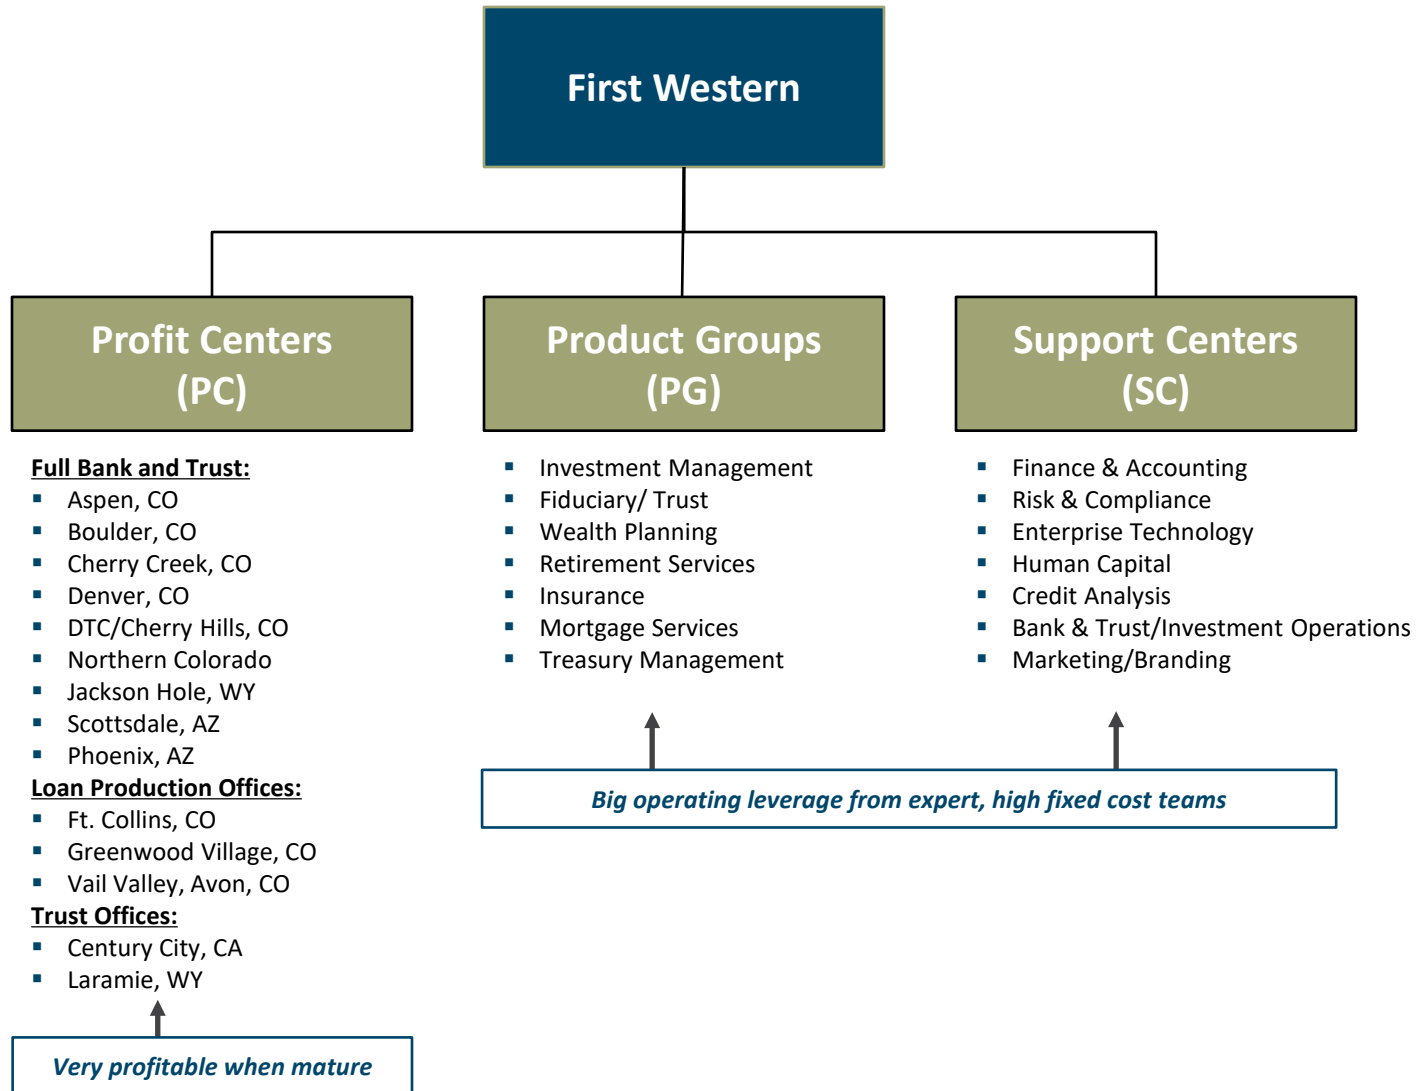 First Western
Profit Centers
(PC)
Full Bank and Trust:
▪ Aspen, CO
▪ Boulder, CO
▪ Cherry Creek, CO
▪ Denver, CO
▪ DTC/Cherry Hills, CO
▪ Northern Colorado
▪ Jackson Hole, WY
▪ Scottsdale, AZ
▪ Phoenix, AZ
Loan Production Offices:
▪ Ft. Collins, CO
▪ Greenwood Village, CO
▪ Vail Valley, Avon, CO
Trust Offices:
▪ Century City, CA
▪ Laramie, WY
Very profitable when mature
Product Groups
(PG)
▪ Investment Management
▪ Fiduciary/ Trust
▪ Wealth Planning
▪ Retirement Services
▪ Insurance
▪ Mortgage Services
▪ Treasury Management
Support Centers
(SC)
▪ Finance & Accounting
▪ Risk & Compliance
▪ Enterprise Technology
▪ Human Capital
▪ Credit Analysis
▪ Bank & Trust/Investment Operations
▪ Marketing/Branding
Big operating leverage from expert, high fixed cost teams